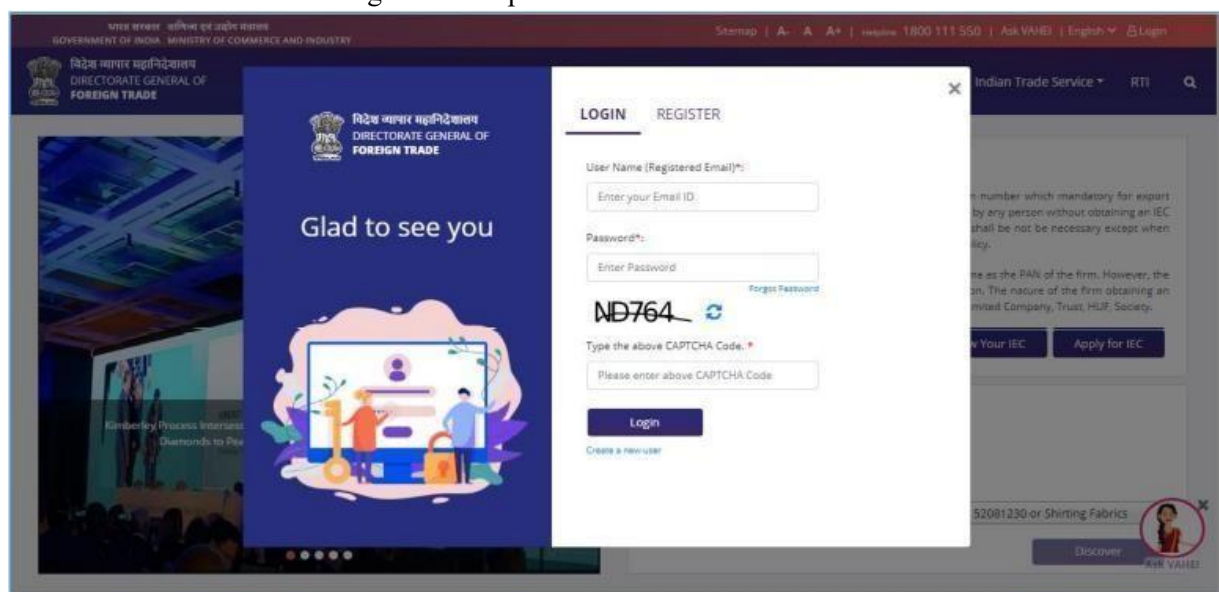 भारत सरकार वाणिज्य एवं उद्योग मंत्रालय
GOVERNMENT OF INDIA MINISTRY OF COMMERCE AND INDUSTRY
Sitemap | A- A A+ | Helpline 1800 111 550 | Ask VAHEI | English Login
विदेश व्यापार महानिदेशालय
DIRECTORATE GENERAL OF
FOREIGN TRADE
Indian Trade Service RTI
विदेश व्यापार महानिदेशालय
DIRECTORATE GENERAL OF
FOREIGN TRADE
Glad to see you
LOGIN REGISTER
User Name (Registered Email)*:
Enter your Email ID
Password*:
Enter Password
Forgot Password
ND764
Type the above CAPTCHA Code. *
Please enter above CAPTCHA Code
Login
Create a new user
number which mandatory for export
by any person without obtaining an IEC
shall be not be necessary except when
as the PAN of the firm. However, the
The nature of the firm obtaining an
Limited Company, Trust, HUF, Society.
Your IEC Apply for IEC
Kimberley Process
Diamonds to
52081230 or Shirting Fabrics
Discover
Ask VAHEI